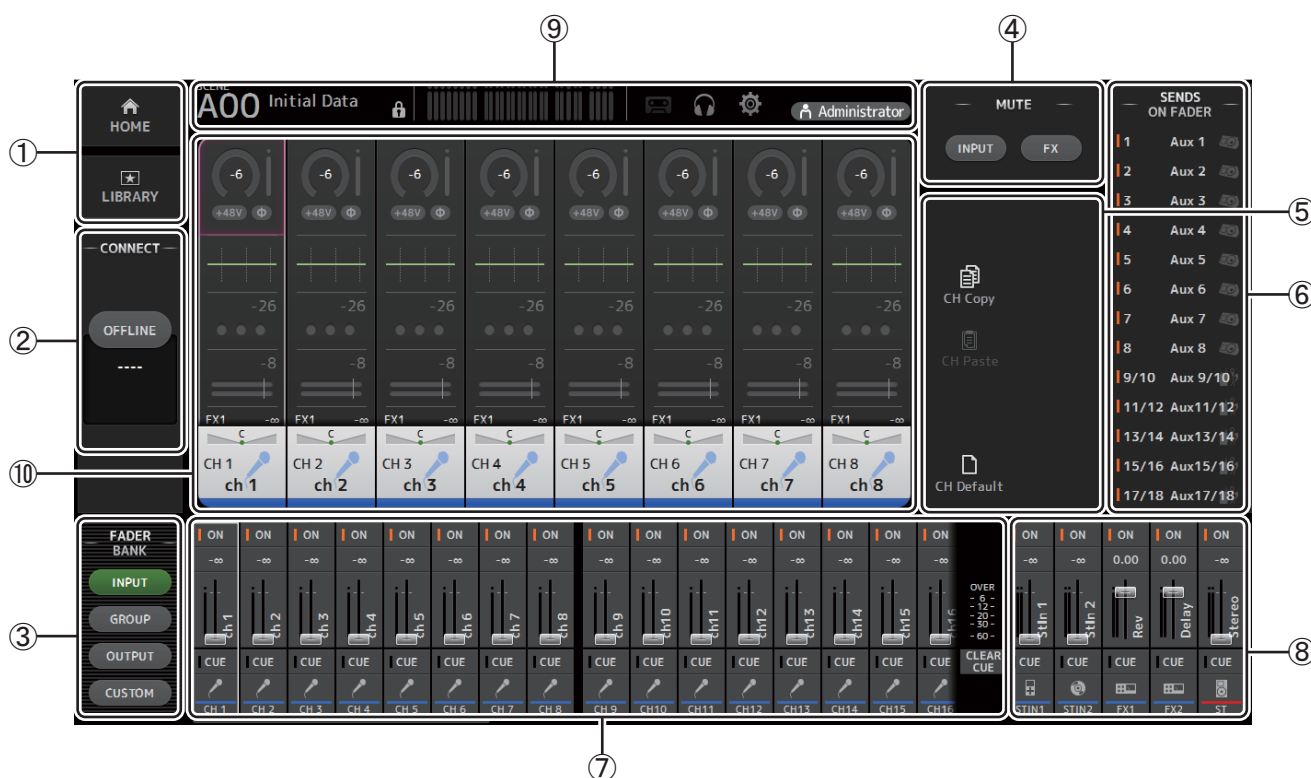 ⑨
④
SCENE
A00 Initial Data
Administrator
MUTE
INPUT FX
SENDS
ON FADER
①
HOME
LIBRARY
②
CONNECT
OFFLINE
----
-6 -6 -6 -6 -6 -6 -6 -6
+48V Φ +48V Φ +48V Φ +48V Φ +48V Φ +48V Φ +48V Φ +48V Φ
-26 -26 -26 -26 -26 -26 -26 -26
-8 -8 -8 -8 -8 -8 -8 -8
FX1 -∞ FX1 -∞ FX1 -∞ FX1 -∞ FX1 -∞ FX1 -∞ FX1 -∞ FX1 -∞
C C C C C C C C
CH 1 CH 2 CH 3 CH 4 CH 5 CH 6 CH 7 CH 8
ch 1 ch 2 ch 3 ch 4 ch 5 ch 6 ch 7 ch 8
⑩
⑤
CH Copy
CH Paste
CH Default
1 Aux 1
2 Aux 2
3 Aux 3
4 Aux 4
5 Aux 5
6 Aux 6
7 Aux 7
8 Aux 8
9/10 Aux 9/10
11/12 Aux11/12
13/14 Aux13/14
15/16 Aux15/16
17/18 Aux17/18
⑥
③
FADER
BANK
INPUT
GROUP
OUTPUT
CUSTOM
ON ON ON ON ON ON ON ON ON ON ON ON ON ON ON ON
-∞ -∞ -∞ -∞ -∞ -∞ -∞ -∞ -∞ -∞ -∞ -∞ -∞ -∞ -∞ -∞
ch 1 ch 2 ch 3 ch 4 ch 5 ch 6 ch 7 ch 8 ch 9 ch10 ch11 ch12 ch13 ch14 ch15 ch16
CUE CUE CUE CUE CUE CUE CUE CUE CUE CUE CUE CUE CUE CUE CUE CUE
CH 1 CH 2 CH 3 CH 4 CH 5 CH 6 CH 7 CH 8 CH 9 CH10 CH11 CH12 CH13 CH14 CH15 CH16
OVER
- 6 -
- 12 -
- 20 -
- 30 -
- 60 -
CLEAR
CUE
ON ON ON ON ON
-∞ -∞ 0.00 0.00 -∞
StIn 1 StIn 2 Rev Delay Stereo
CUE CUE CUE CUE CUE
STIN1 STIN2 FX1 FX2 ST
⑧
⑦